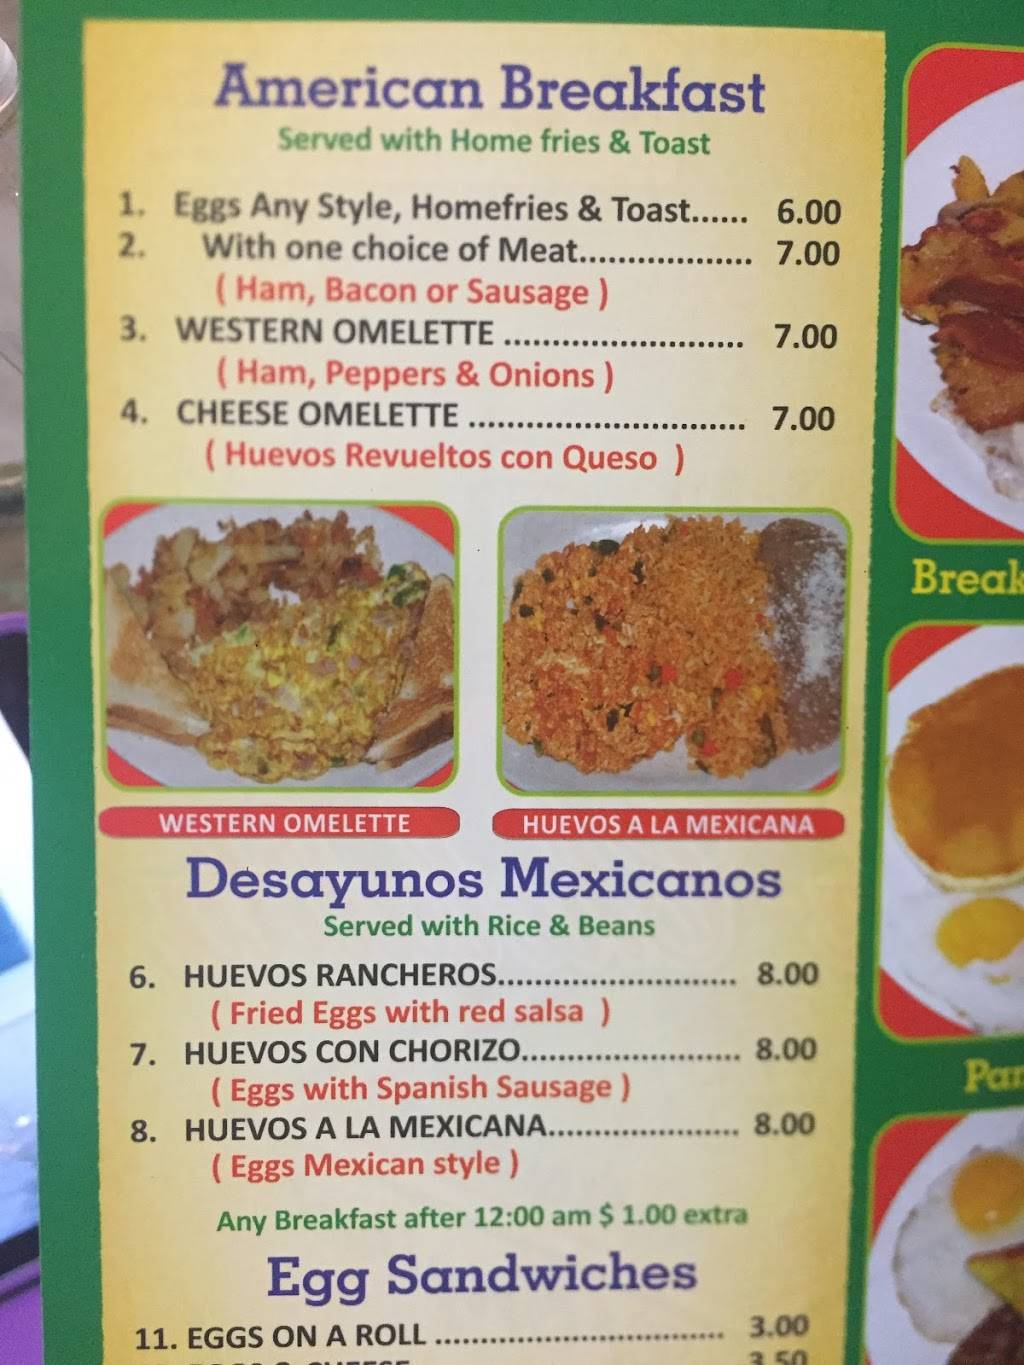 American Breakfast
Served with Home fries & Toast
1. Eggs Any Style, Homefries & Toast...... 6.00
2. With one choice of Meat.................. 7.00
( Ham, Bacon or Sausage )
3. WESTERN OMELETTE ......................... 7.00
( Ham, Peppers & Onions )
4. CHEESE OMELETTE ............................. 7.00
( Huevos Revueltos con Queso )
WESTERN OMELETTE
HUEVOS A LA MEXICANA
Desayunos Mexicanos
Served with Rice & Beans
6. HUEVOS RANCHEROS......................... 8.00
( Fried Eggs with red salsa )
7. HUEVOS CON CHORIZO....................... 8.00
( Eggs with Spanish Sausage )
8. HUEVOS A LA MEXICANA.................... 8.00
( Eggs Mexican style )
Any Breakfast after 12:00 am $ 1.00 extra
Egg Sandwiches
11. EGGS ON A ROLL .............................. 3.00
3.50
Break
Pan